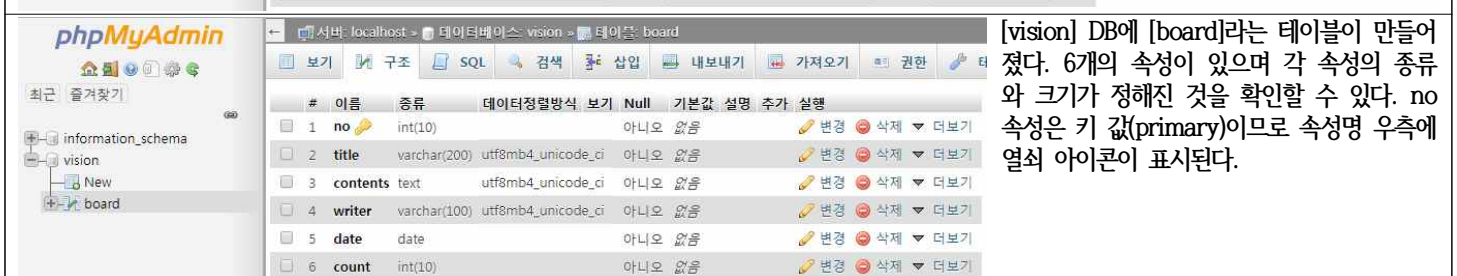 phpMyAdmin
최근 즐겨찾기
information_schema
vision
New
board
서버: localhost » 데이터베이스: vision » 테이블: board
보기 구조 SQL 검색 삽입 내보내기 가져오기 권한
# 이름 종류 데이터정렬방식 보기 Null 기본값 설명 추가 실행
1 no int(10) 아니오 없음 변경 삭제 더보기
2 title varchar(200) utf8mb4_unicode_ci 아니오 없음 변경 삭제 더보기
3 contents text utf8mb4_unicode_ci 아니오 없음 변경 삭제 더보기
4 writer varchar(100) utf8mb4_unicode_ci 아니오 없음 변경 삭제 더보기
5 date date 아니오 없음 변경 삭제 더보기
6 count int(10) 아니오 없음 변경 삭제 더보기
[vision] DB에 [board]라는 테이블이 만들어
졌다. 6개의 속성이 있으며 각 속성의 종류
와 크기가 정해진 것을 확인할 수 있다. no
속성은 키 값(primary)이므로 속성명 우측에
열쇠 아이콘이 표시된다.